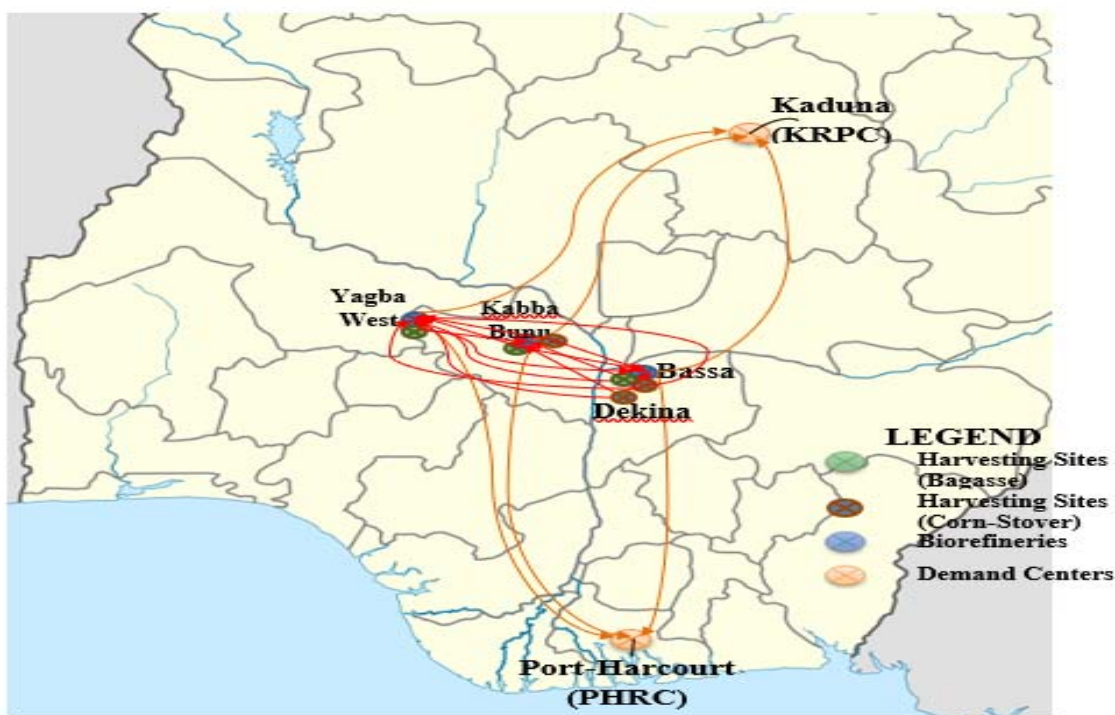 Kaduna
(KRPC)
Yagba
West
Kabba
Bunu
Bassa
Dekina
LEGEND
Harvesting Sites
(Bagasse)
Harvesting Sites
(Corn-Stover)
Biorefineries
Demand Centers
Port-Harcourt
(PHRC)